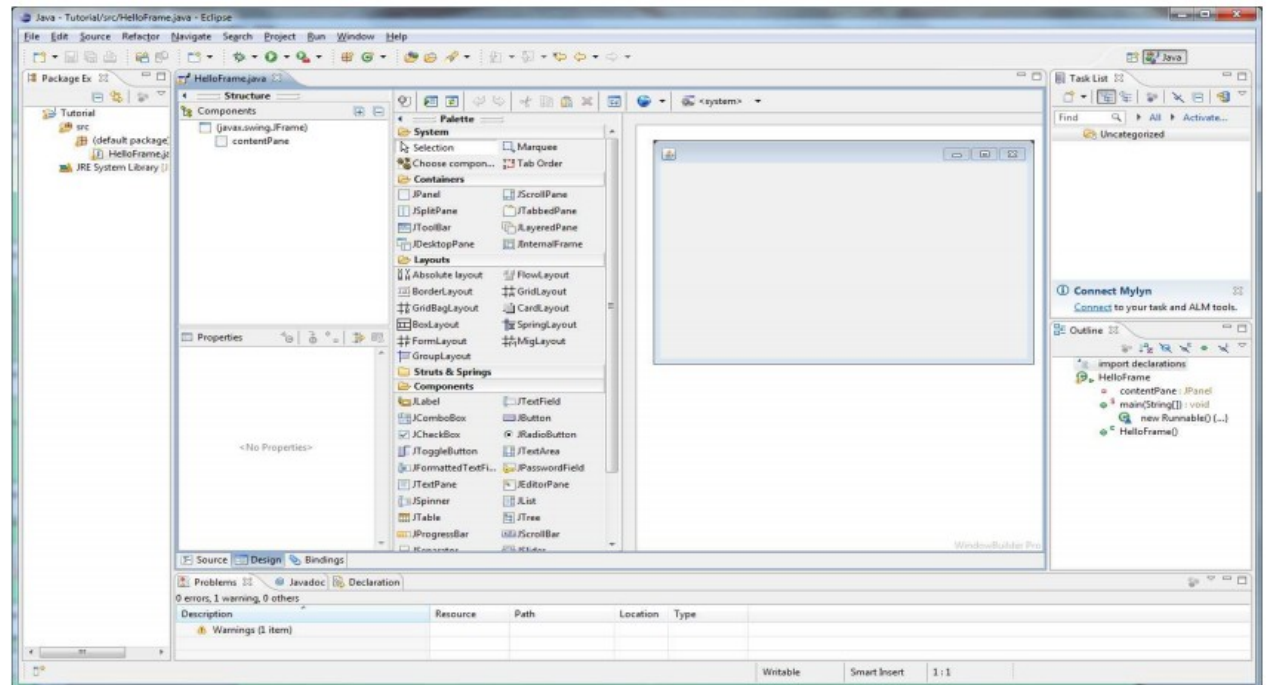 Java - Tutorial/src/HelloFrame.java - Eclipse
File Edit Source Refactor Navigate Search Project Run Window Help
Java
Package Ex
Tutorial
src
(default package)
HelloFrame.ja
JRE System Library [J
HelloFrame.java
Structure
Components
(javax.swing.JFrame)
contentPane
Properties
<No Properties>
<system>
Palette
System
Selection Marquee
Choose compon... Tab Order
Containers
JPanel JScrollPane
JSplitPane JTabbedPane
JToolBar JLayeredPane
JDesktopPane JInternalFrame
Layouts
Absolute layout FlowLayout
BorderLayout GridLayout
GridBagLayout CardLayout
BoxLayout SpringLayout
FormLayout MigLayout
GroupLayout
Struts & Springs
Components
JLabel JTextField
JComboBox JButton
JCheckBox JRadioButton
JToggleButton JTextArea
JFormattedTextFi... JPasswordField
JTextPane JEditorPane
JSpinner JList
JTable JTree
JProgressBar JScrollBar
JSeparator JSlider
WindowBuilder Pro
Source Design Bindings
Task List
Find All Activate...
Uncategorized
Connect Mylyn
Connect to your task and ALM tools.
Outline
import declarations
HelloFrame
contentPane : JPanel
main(String[]) : void
new Runnable() {...}
HelloFrame()
Problems Javadoc Declaration
0 errors, 1 warning, 0 others
Description Resource Path Location Type
Warnings (1 item)
Writable Smart Insert 1 : 1